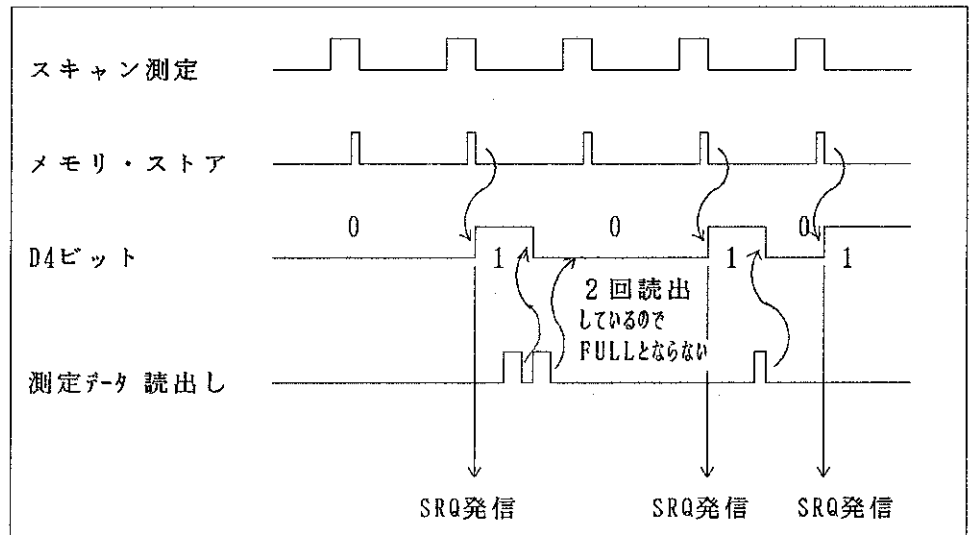 スキャン測定
メモリ・ストア
0 0 0
D4ビット
1 1 1
2回読出
しているので
FULLとならない
測定データ 読出し
SRQ発信 SRQ発信 SRQ発信